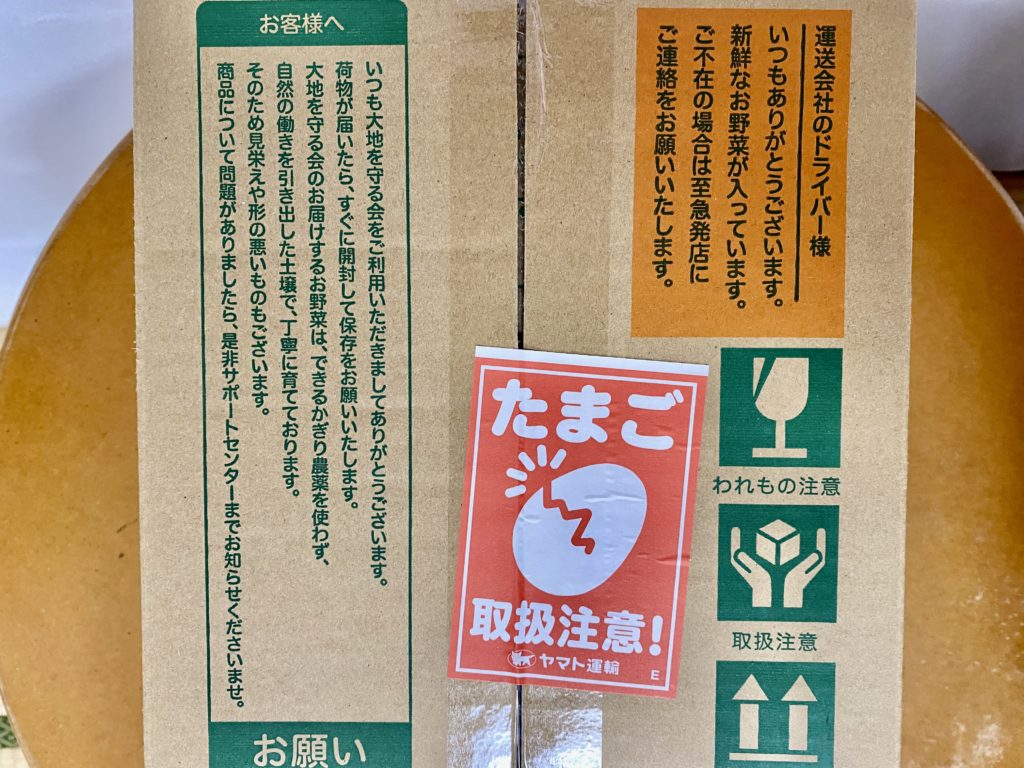 お客様へ
いつも大地を守る会をご利用いただきましてありがとうございます。
荷物が届いたら、すぐに開封して保存をお願いいたします。
大地を守る会のお届けするお野菜は、できるかぎり農薬を使わず、
自然の働きを引き出した土壌で、丁寧に育てております。
そのため見栄えや形の悪いものもございます。
商品について問題がありましたら、是非サポートセンターまでお知らせくださいませ。
お願い
運送会社のドライバー様
いつもありがとうございます。
新鮮なお野菜が入っています。
ご不在の場合は至急発店に
ご連絡をお願いいたします。
たまご
取扱注意!
ヤマト運輸
E
われもの注意
取扱注意